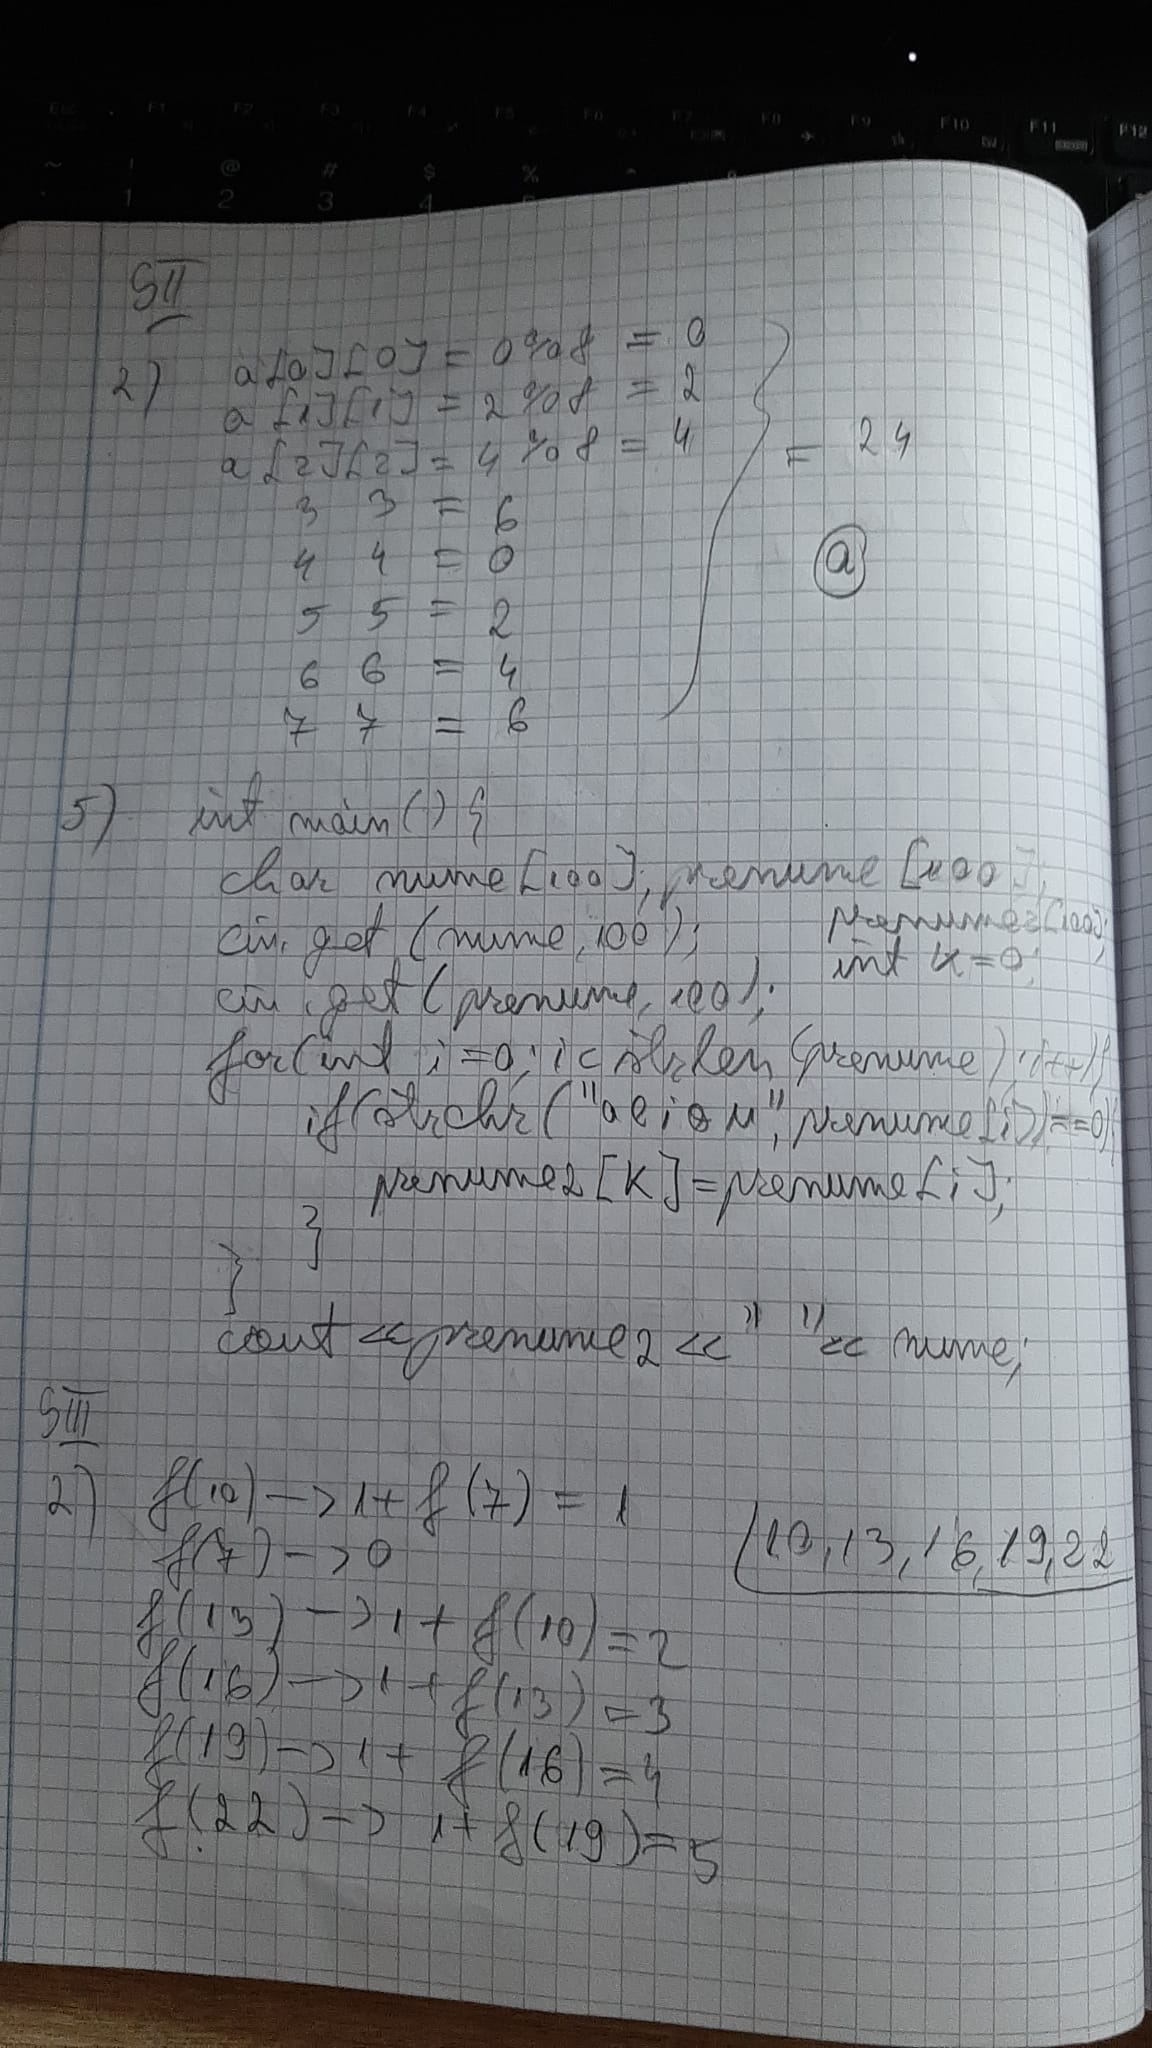 Esc F1 F2 F3 F4 F5 F6 F7 F8 F9 F10 F11 F12
~ ! @ # $ %
1 2 3 4
SII
2) a[0][0] = 0%8 = 0
a[1][1] = 2%8 = 2
a[2][2] = 4%8 = 4 = 24
3 3 = 6
4 4 = 0
a
5 5 = 2
6 6 = 4
7 7 = 6
5) int main(){
char nume[100], prenume[100],
prenume2[100];
cin.get(nume,100);
int k=0;
cin.get(prenume,100);
for(int i=0; i<strlen(prenume);i++){
if(strchr("aeiou",prenume[i])==0){
prenume2[k]=prenume[i];
}
}
cout<<prenume2<<" "<<nume;
SIII
2) f(10)->1+f(7)=1
10,13,16,19,22
f(7)->0
f(13)->1+f(10)=2
f(16)->1+f(13)=3
f(19)->1+f(16)=4
f(22)->1+f(19)=5